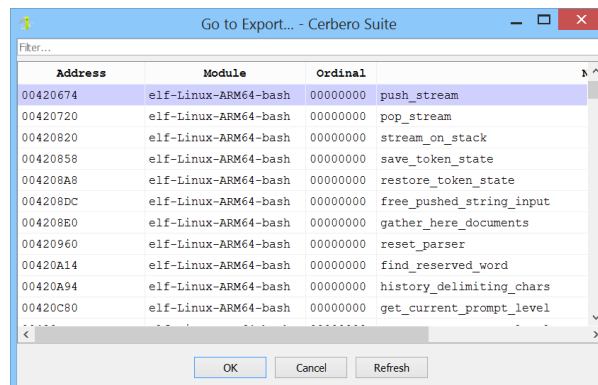 Go to Export... - Cerbero Suite
Filter...
Address Module Ordinal
00420674 elf-Linux-ARM64-bash 00000000 push_stream
00420720 elf-Linux-ARM64-bash 00000000 pop_stream
00420820 elf-Linux-ARM64-bash 00000000 stream_on_stack
00420858 elf-Linux-ARM64-bash 00000000 save_token_state
004208A8 elf-Linux-ARM64-bash 00000000 restore_token_state
004208DC elf-Linux-ARM64-bash 00000000 free_pushed_string_input
004208E0 elf-Linux-ARM64-bash 00000000 gather_here_documents
00420960 elf-Linux-ARM64-bash 00000000 reset_parser
00420A14 elf-Linux-ARM64-bash 00000000 find_reserved_word
00420A94 elf-Linux-ARM64-bash 00000000 history_delimiting_chars
00420C80 elf-Linux-ARM64-bash 00000000 get_current_prompt_level
OK Cancel Refresh